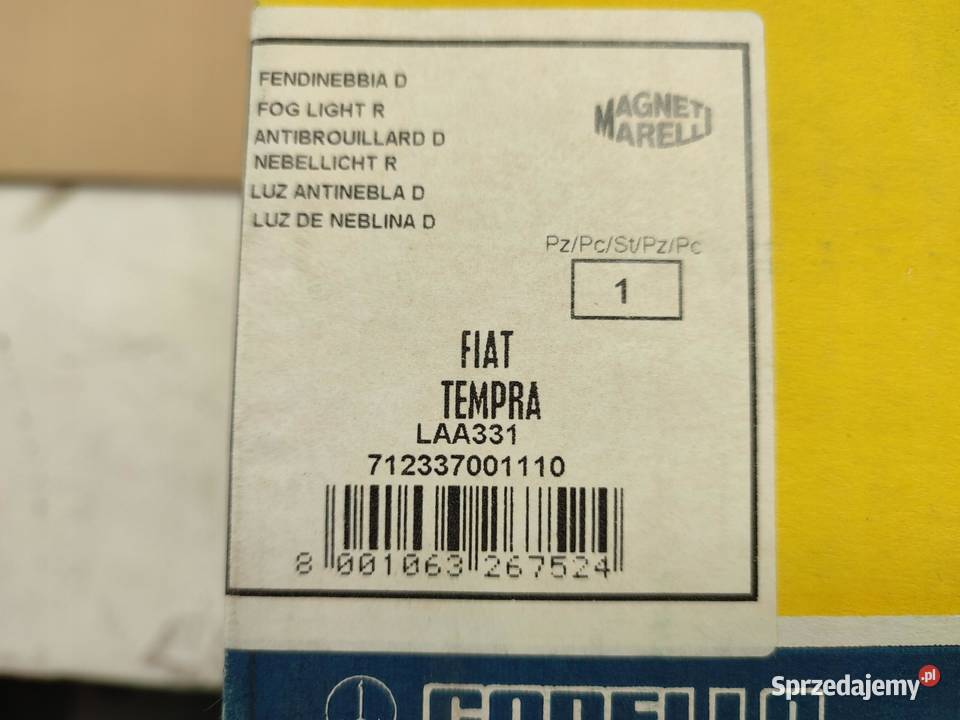 FENDINEBBIA D
FOG LIGHT R
ANTIBROUILLARD D
NEBELLICHT R
LUZ ANTINEBLA D
LUZ DE NEBLINA D
MAGNETI
MARELLI
Pz/Pc/St/Pz/Pc
1
FIAT
TEMPRA
LAA331
712337001110
8 001063 267524
CARELLO
Sprzedajemy.pl